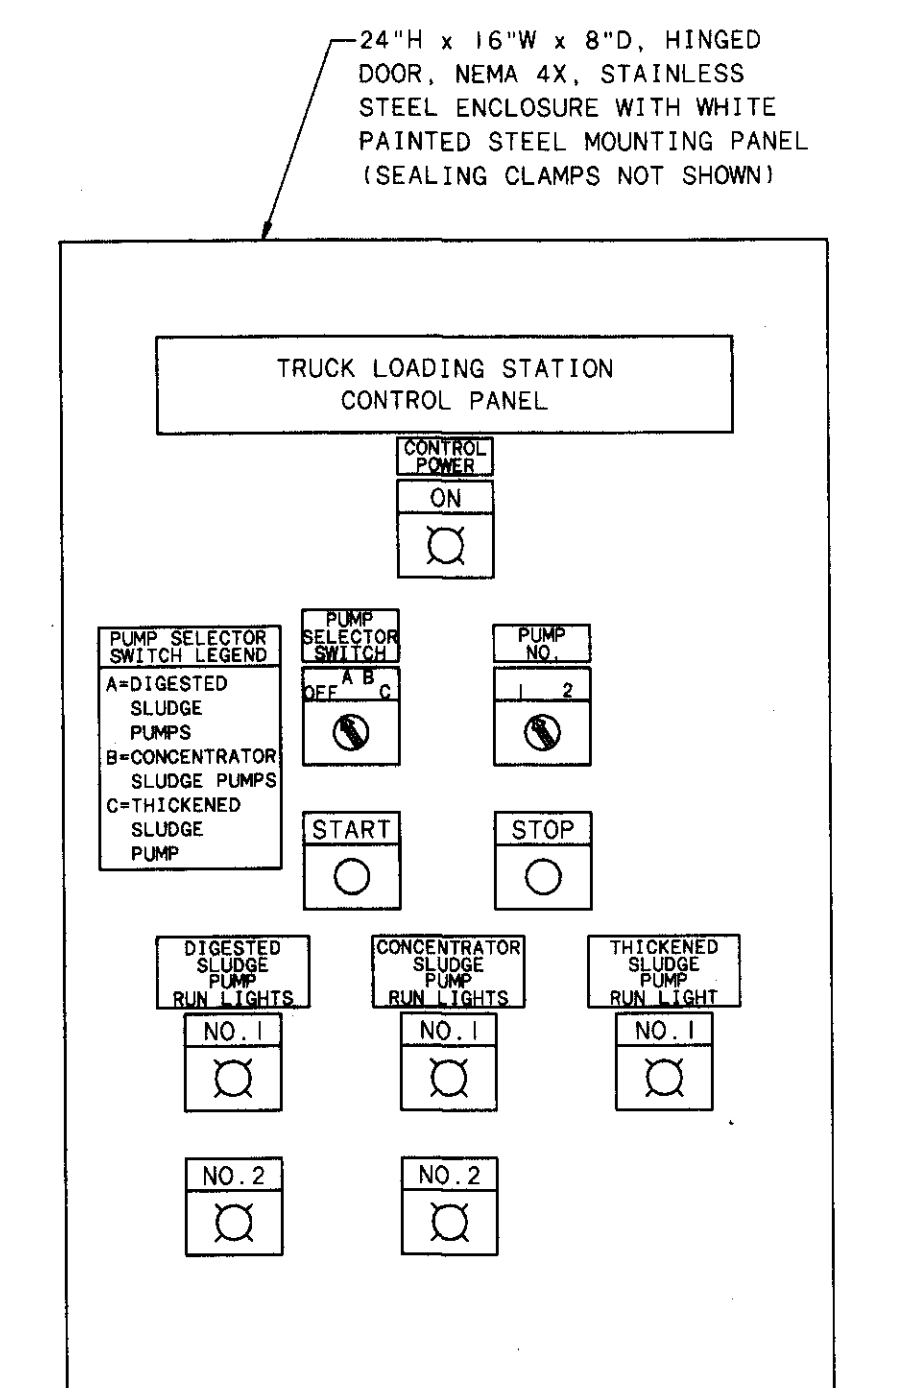 24"H x 16"W x 8"D, HINGED
DOOR, NEMA 4X, STAINLESS
STEEL ENCLOSURE WITH WHITE
PAINTED STEEL MOUNTING PANEL
(SEALING CLAMPS NOT SHOWN)
TRUCK LOADING STATION
CONTROL PANEL
CONTROL
POWER
ON
PUMP SELECTOR
SWITCH LEGEND
A=DIGESTED
SLUDGE
PUMPS
B=CONCENTRATOR
SLUDGE PUMPS
C=THICKENED
SLUDGE
PUMP
PUMP
SELECTOR
SWITCH
A B
OFF C
PUMP
NO.
1 2
START
STOP
DIGESTED
SLUDGE
PUMP
RUN LIGHTS
NO.1
NO.2
CONCENTRATOR
SLUDGE
PUMP
RUN LIGHTS
NO.1
NO.2
THICKENED
SLUDGE
PUMP
RUN LIGHT
NO.1